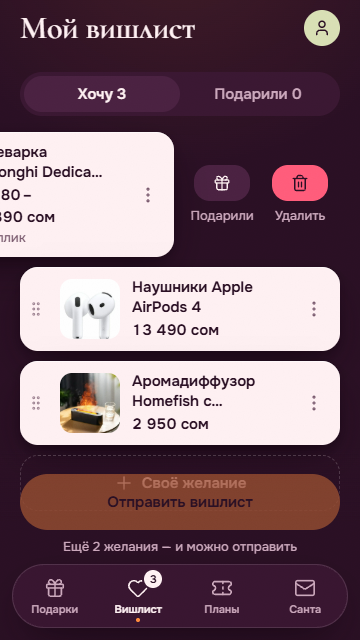 Мой вишлист
Хочу 3
Подарили 0
еварка
onghi Dedica...
80 –
390 сом
плик
Подарили
Удалить
Наушники Apple
AirPods 4
13 490 сом
Аромадиффузор
Homefish с...
2 950 сом
+ Своё желание
Отправить вишлист
Ещё 2 желания — и можно отправить
3
Подарки
Вишлист
Планы
Санта